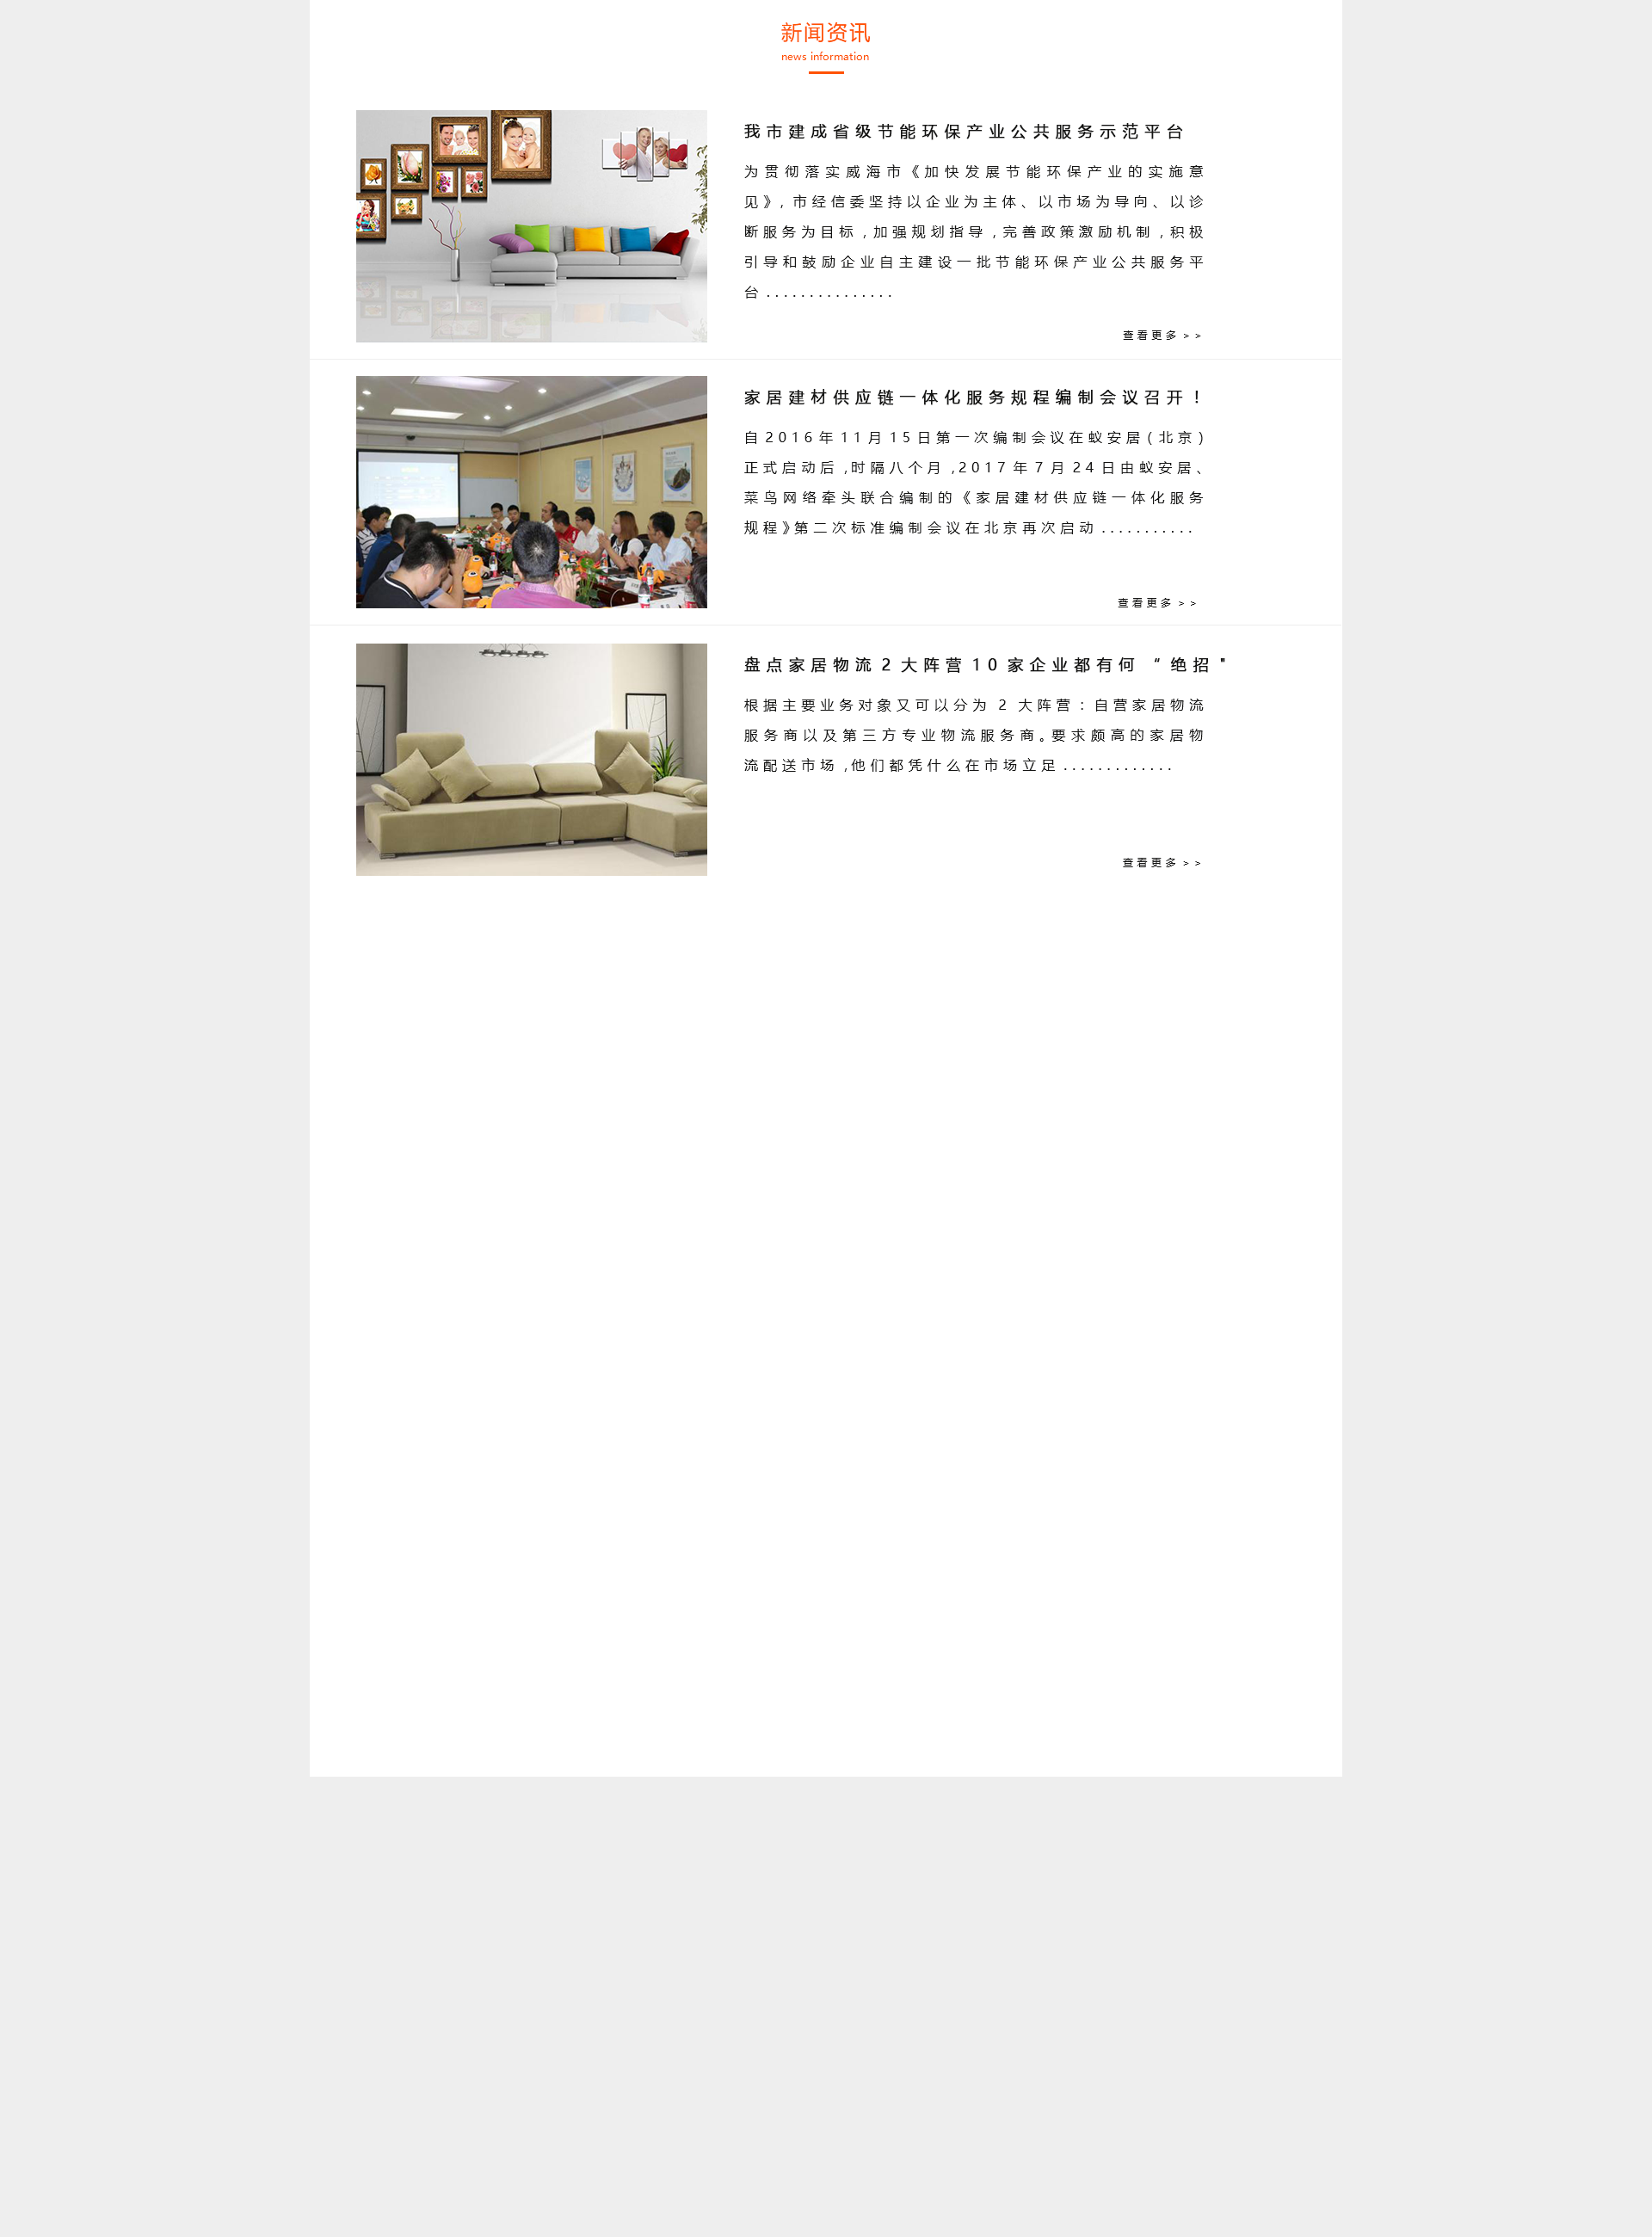 新闻资讯
news information
我市建成省级节能环保产业公共服务示范平台
为贯彻落实威海市《加快发展节能环保产业的实施意
见》,市经信委坚持以企业为主体、以市场为导向、以诊
断服务为目标,加强规划指导,完善政策激励机制,积极
引导和鼓励企业自主建设一批节能环保产业公共服务平
台...............
查看更多>>
家居建材供应链一体化服务规程编制会议召开!
自2016年11月15日第一次编制会议在蚁安居(北京)
正式启动后,时隔八个月,2017年7月24日由蚁安居、
菜鸟网络牵头联合编制的《家居建材供应链一体化服务
规程》第二次标准编制会议在北京再次启动...........
查看更多>>
盘点家居物流2大阵营10家企业都有何“绝招"
根据主要业务对象又可以分为2大阵营:自营家居物流
服务商以及第三方专业物流服务商。要求颇高的家居物
流配送市场,他们都凭什么在市场立足.............
查看更多>>